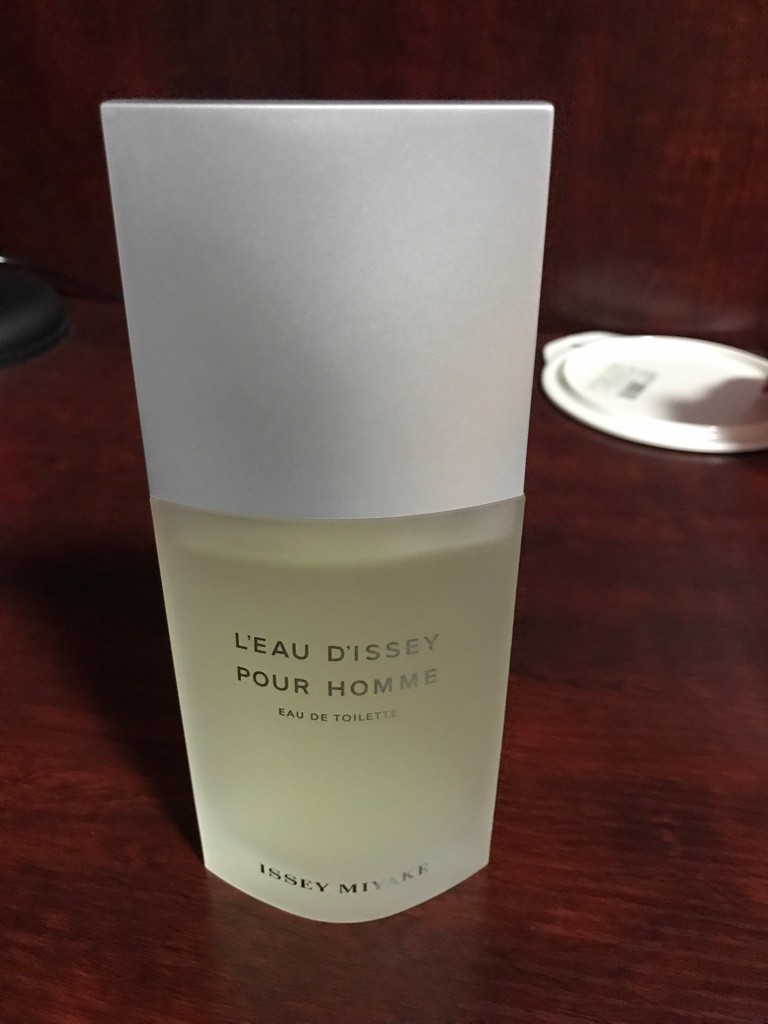 L'EAU D'ISSEY
POUR HOMME
EAU DE TOILETTE
ISSEY MIYAKE